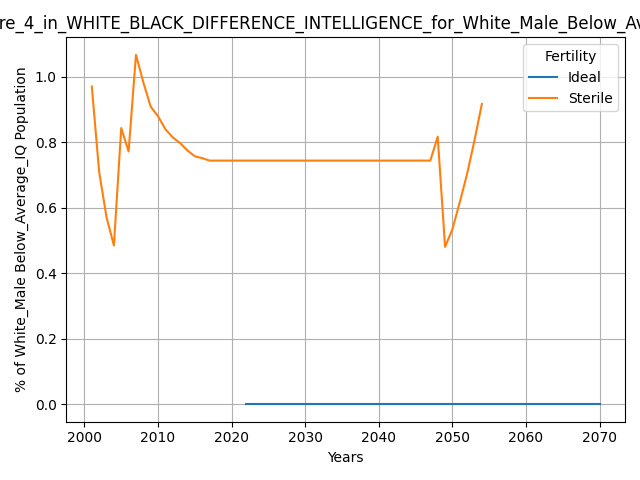 re_4_in_WHITE_BLACK_DIFFERENCE_INTELLIGENCE_for_White_Male_Below_Av
Fertility
Ideal
Sterile
% of White_Male Below_Average_IQ Population
1.0
0.8
0.6
0.4
0.2
0.0
2000 2010 2020 2030 2040 2050 2060 2070
Years